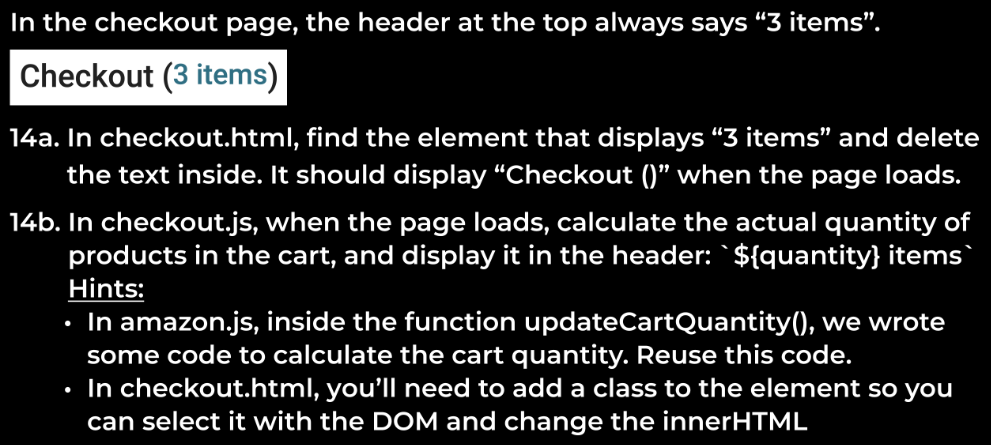 In the checkout page, the header at the top always says “3 items”.
Checkout (3 items)
14a. In checkout.html, find the element that displays “3 items” and delete
the text inside. It should display “Checkout ()” when the page loads.
14b. In checkout.js, when the page loads, calculate the actual quantity of
products in the cart, and display it in the header: `${quantity} items`
Hints:
• In amazon.js, inside the function updateCartQuantity(), we wrote
some code to calculate the cart quantity. Reuse this code.
• In checkout.html, you’ll need to add a class to the element so you
can select it with the DOM and change the innerHTML